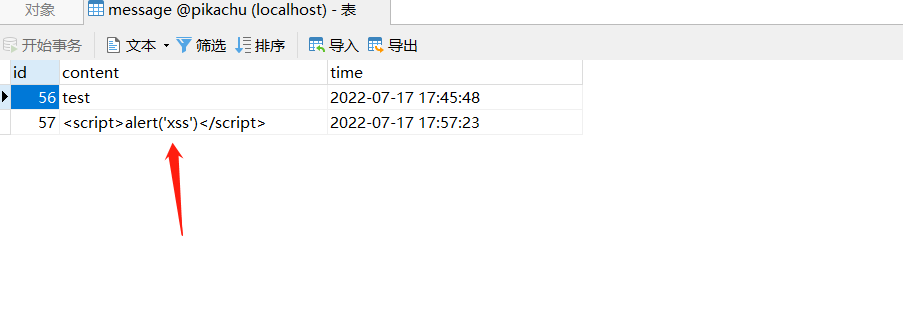 对象 message @pikachu (localhost) - 表
开始事务 文本 筛选 排序 导入 导出
id content time
56 test 2022-07-17 17:45:48
57 <script>alert('xss')</script> 2022-07-17 17:57:23